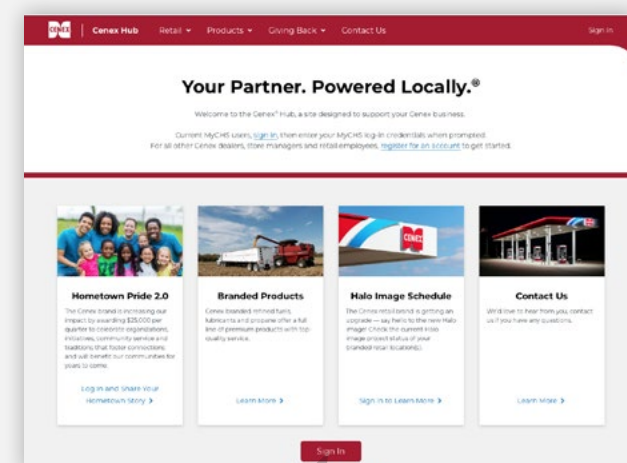 CENEX Cenex Hub Retail Products Giving Back Contact Us Sign In
Your Partner. Powered Locally.®
Welcome to the Cenex® Hub, a site designed to support your Cenex business.
Current MyCHS users, sign in, then enter your MyCHS log-in credentials when prompted.
For all other Cenex dealers, store managers and retail employees, register for an account to get started.
CENEX
Hometown Pride 2.0
The Cenex brand is increasing our
impact by awarding $25,000 per
quarter to celebrate organizations,
initiatives, community service and
traditions that foster connections
and will benefit our communities for
years to come.
Log In and Share Your
Hometown Story >
Branded Products
Cenex branded refined fuels,
lubricants and propane offer a full
line of premium products with top-
quality service.
Learn More >
Halo Image Schedule
The Cenex retail brand is getting an
upgrade — say hello to the new Halo
image! Check the current Halo
image project status of your
branded retail location(s).
Sign In to Learn More >
Contact Us
We'd love to hear from you, contact
us if you have any questions.
Learn More >
Sign In